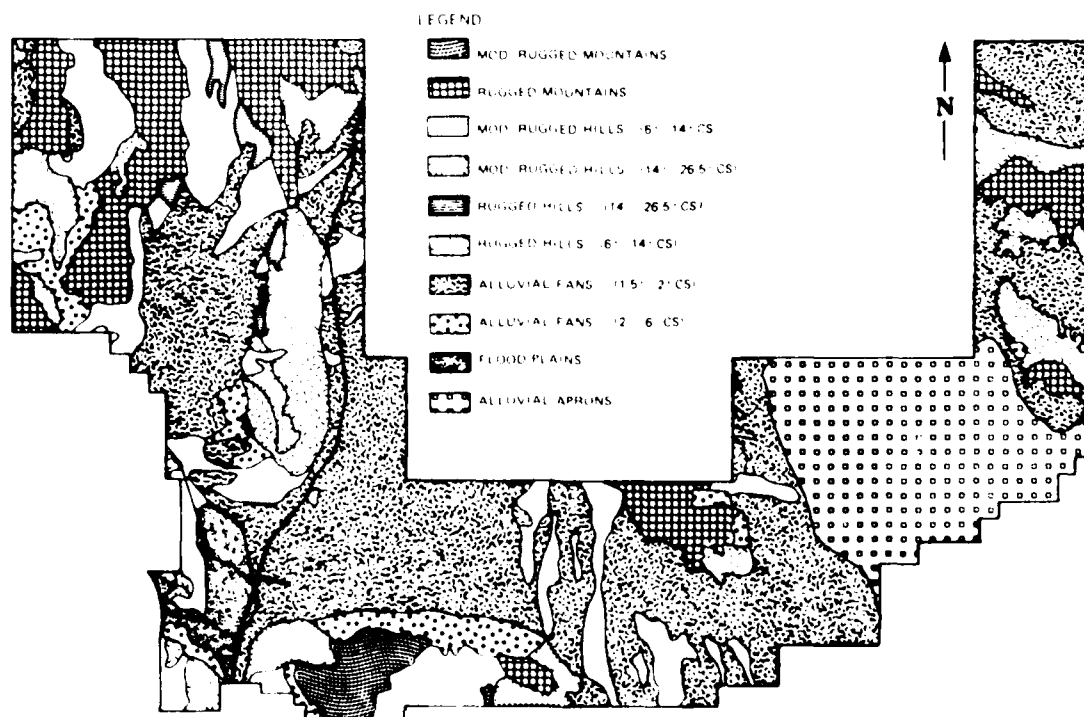 LEGEND
MOD. RUGGED MOUNTAINS
RUGGED MOUNTAINS
MOD. RUGGED HILLS (6° 14° CS)
MOD. RUGGED HILLS (14° 26.5° CS)
RUGGED HILLS (14 26.5° CS)
RUGGED HILLS (6° 14° CS)
ALLUVIAL FANS (1.5° 2° CS)
ALLUVIAL FANS (2 6° CS)
FLOOD PLAINS
ALLUVIAL APRONS
N